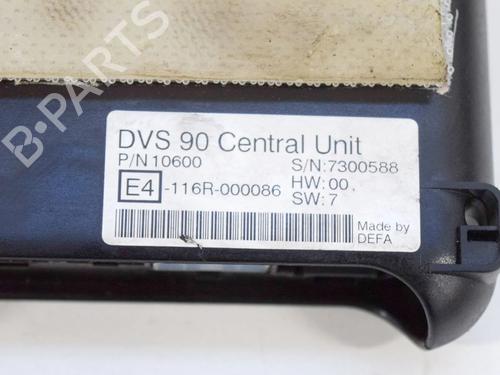 B-PARTS
DVS 90 Central Unit
P/N 10600 S/N:7300588
E4 -116R-000086 HW: 00,
SW: 7
Made by
DEFA